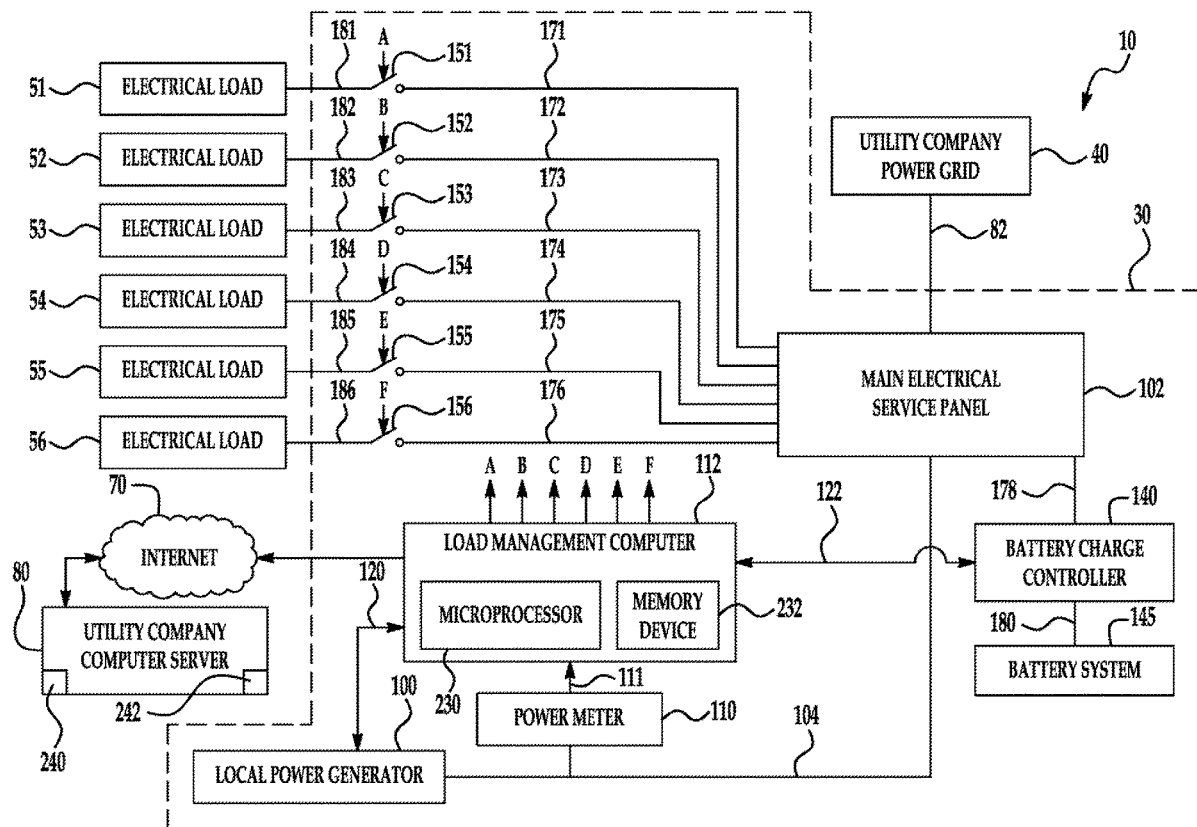 181 A 151 171 10
51 ELECTRICAL LOAD
182 B 152 172
52 ELECTRICAL LOAD
UTILITY COMPANY
POWER GRID 40
183 C 153 173
53 ELECTRICAL LOAD
82 30
184 D 154 174
54 ELECTRICAL LOAD
185 E 155 175
55 ELECTRICAL LOAD
MAIN ELECTRICAL
SERVICE PANEL 102
186 F 156 176
56 ELECTRICAL LOAD
70 A B C D E F 112 122 178 140
INTERNET
LOAD MANAGEMENT COMPUTER
BATTERY CHARGE
CONTROLLER
80 120
MICROPROCESSOR
MEMORY
DEVICE 232
UTILITY COMPANY
COMPUTER SERVER
180 145
BATTERY SYSTEM
240 242 100 230 111
POWER METER 110
104
LOCAL POWER GENERATOR